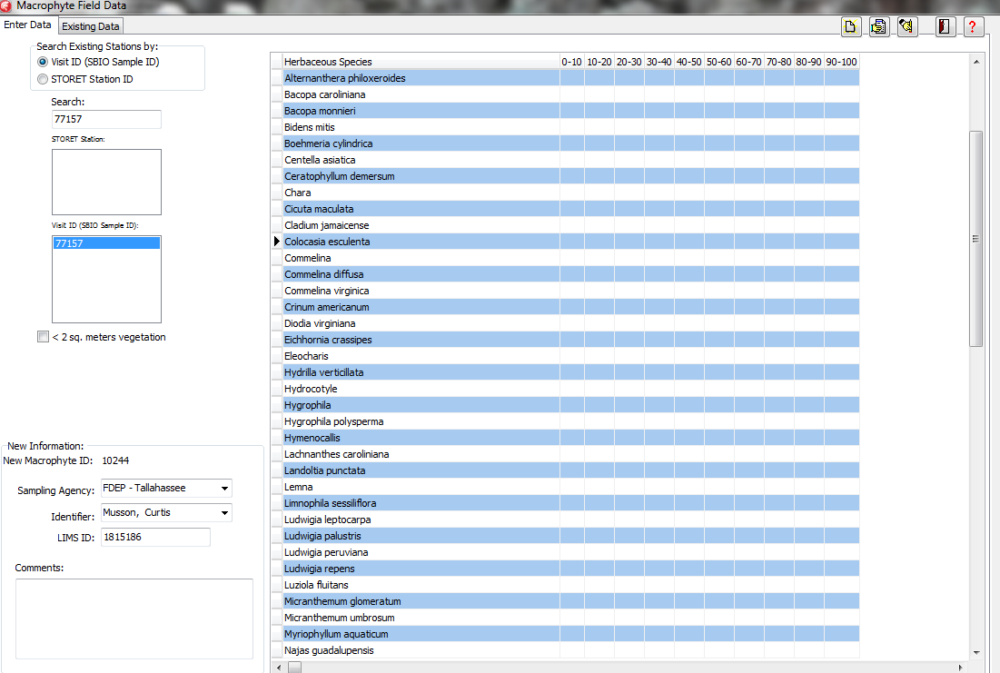 Macrophyte Field Data
Enter Data
Existing Data
?
Search Existing Stations by:
Visit ID (SBIO Sample ID)
STORET Station ID
Search:
77157
STORET Station:
Visit ID (SBIO Sample ID):
77157
< 2 sq. meters vegetation
New Information:
New Macrophyte ID: 10244
Sampling Agency: FDEP - Tallahassee
Identifier: Musson, Curtis
LIMS ID: 1815186
Comments:
Herbaceous Species 0-10 10-20 20-30 30-40 40-50 50-60 60-70 70-80 80-90 90-100
Alternanthera philoxeroides
Bacopa caroliniana
Bacopa monnieri
Bidens mitis
Boehmeria cylindrica
Centella asiatica
Ceratophyllum demersum
Chara
Cicuta maculata
Cladium jamaicense
Colocasia esculenta
Commelina
Commelina diffusa
Commelina virginica
Crinum americanum
Diodia virginiana
Eichhornia crassipes
Eleocharis
Hydrilla verticillata
Hydrocotyle
Hygrophila
Hygrophila polysperma
Hymenocallis
Lachnanthes caroliniana
Landoltia punctata
Lemna
Limnophila sessiliflora
Ludwigia leptocarpa
Ludwigia palustris
Ludwigia peruviana
Ludwigia repens
Luziola fluitans
Micranthemum glomeratum
Micranthemum umbrosum
Myriophyllum aquaticum
Najas guadalupensis